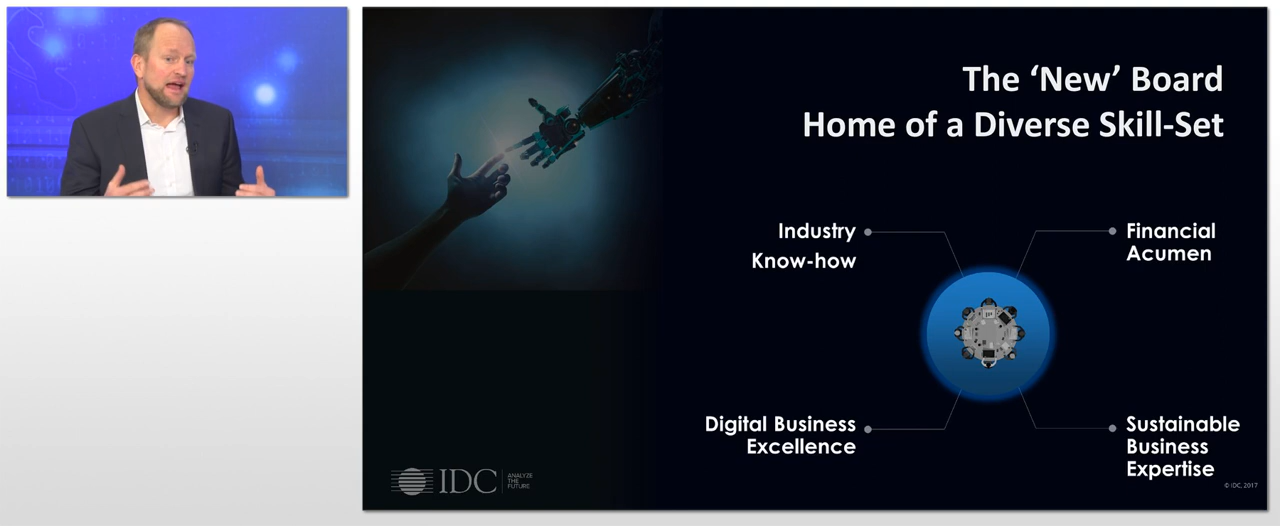 The ‘New’ Board
Home of a Diverse Skill-Set
Industry
Know-how
Financial
Acumen
Digital Business
Excellence
Sustainable
Business
Expertise
IDC
ANALYZE
THE
FUTURE
© IDC, 2017